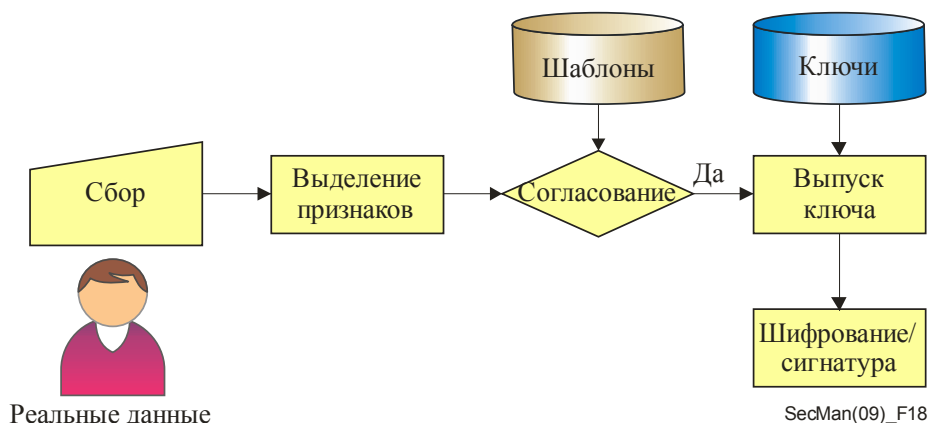 Шаблоны
Ключи
Сбор
Выделение
признаков
Согласование
Да
Выпуск
ключа
Шифрование/
сигнатура
Реальные данные
SecMan(09)_F18